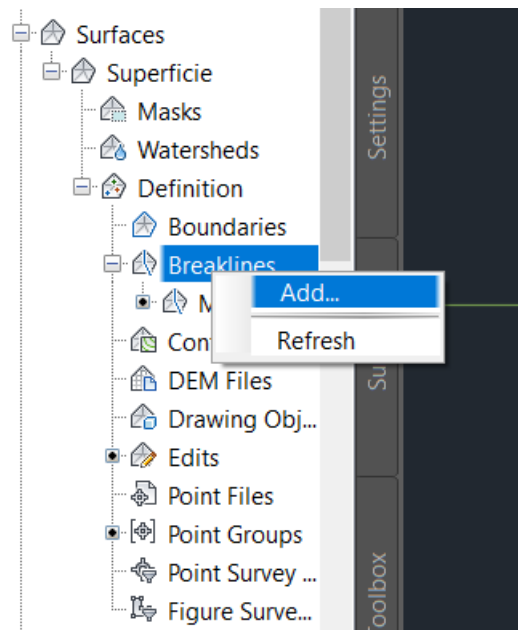 Surfaces
Superficie
Masks
Watersheds
Definition
Boundaries
Breaklines
Add...
Refresh
DEM Files
Drawing Obj...
Edits
Point Files
Point Groups
Point Survey ...
Figure Surve...
Settings
Toolbox